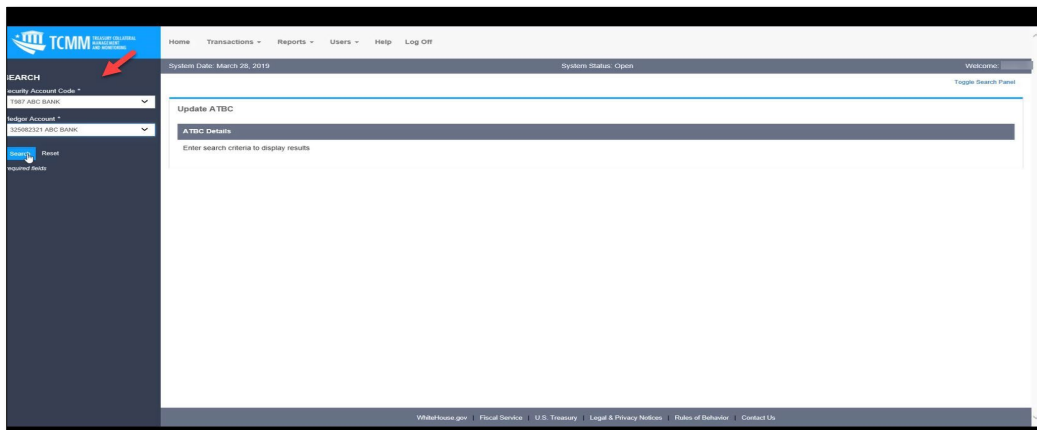 TCMM TREASURY COLLATERAL MANAGEMENT AND MONITORING
Home Transactions Reports Users Help Log Off
System Date: March 28, 2019 System Status: Open Welcome:
Toggle Search Panel
SEARCH
ecurity Account Code *
T987 ABC BANK
ledgor Account *
325082321 ABC BANK
Search Reset
required fields
Update ATBC
ATBC Details
Enter search criteria to display results
WhiteHouse.gov | Fiscal Service | U.S. Treasury | Legal & Privacy Notices | Rules of Behavior | Contact Us